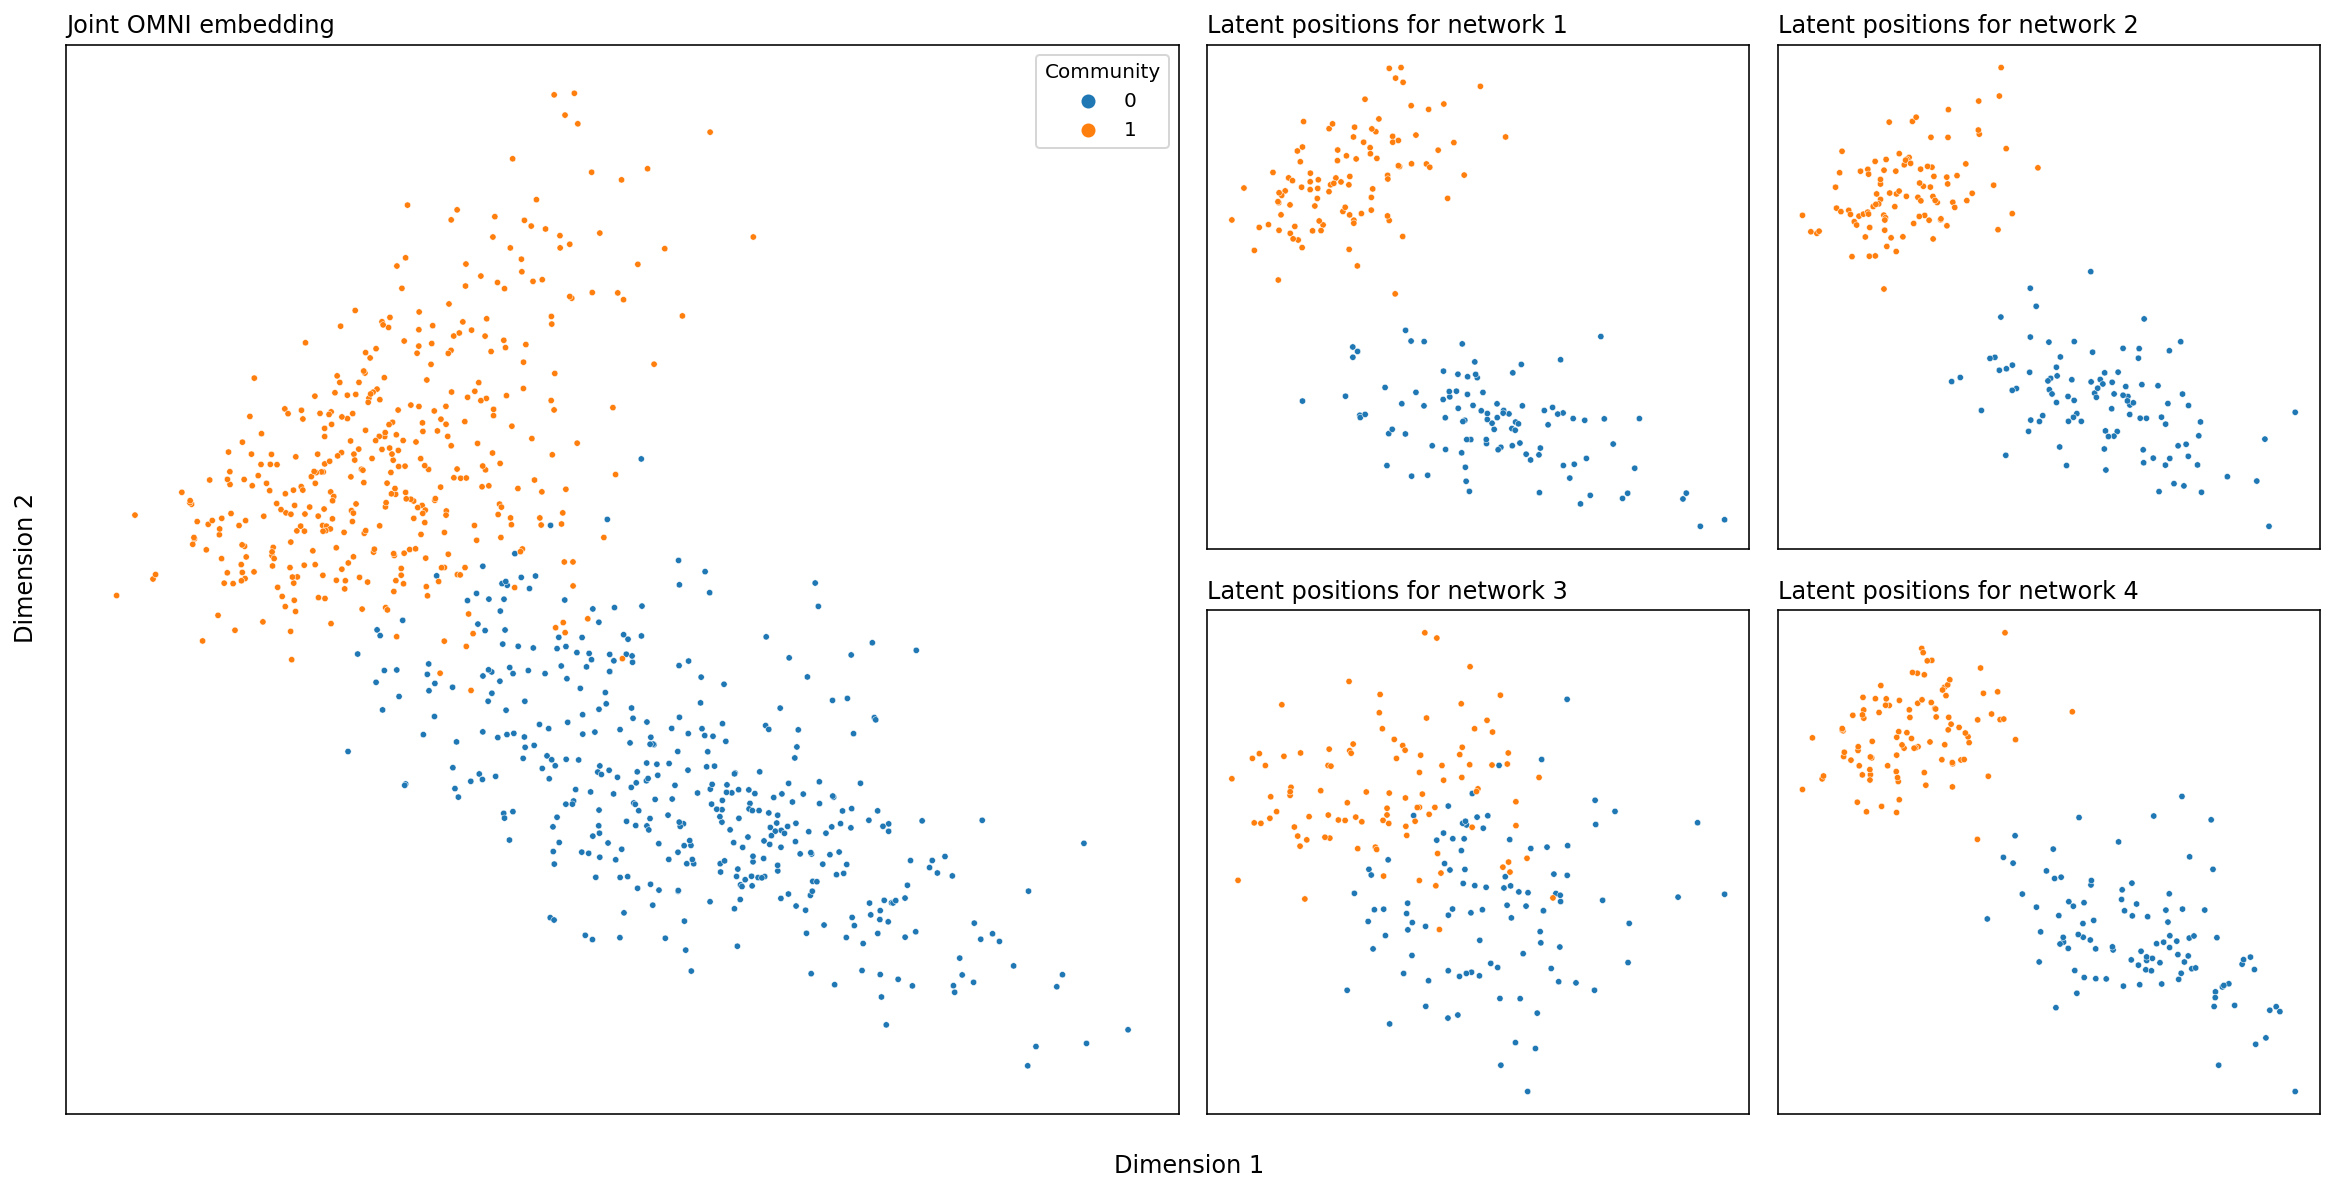 Joint OMNI embedding
Community
0
1
Latent positions for network 1
Latent positions for network 2
Latent positions for network 3
Latent positions for network 4
Dimension 2
Dimension 1